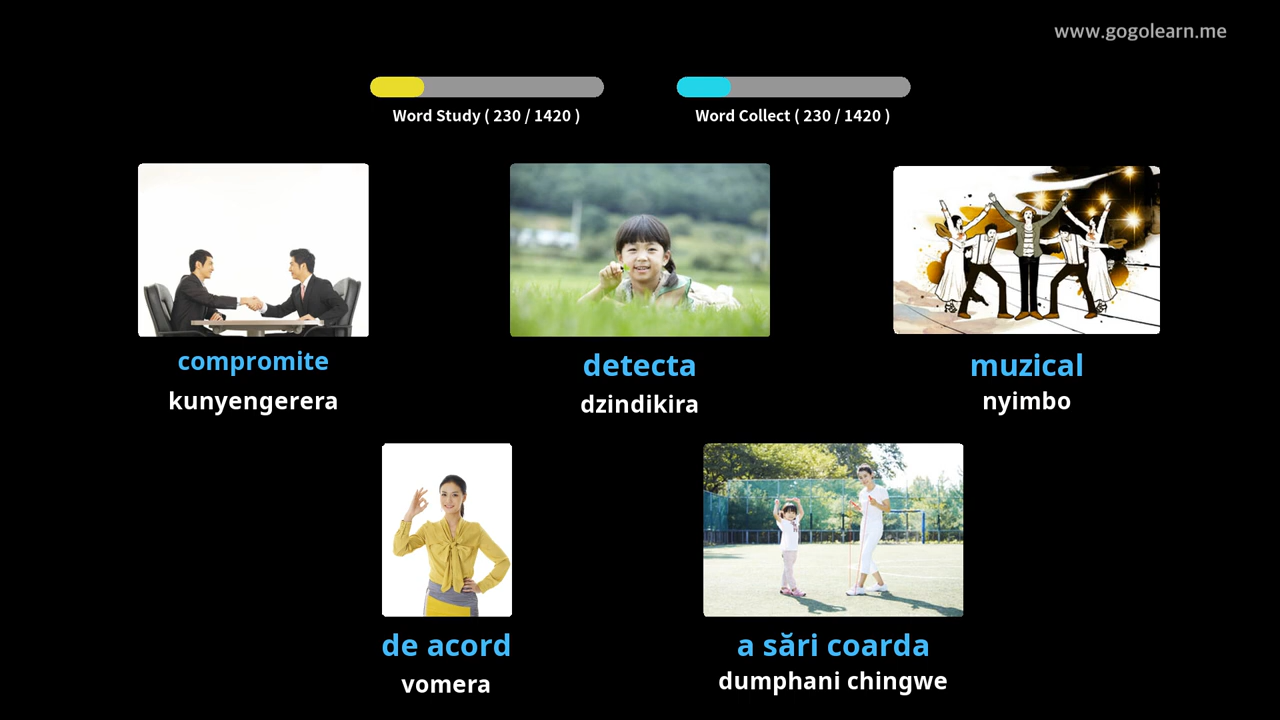 www.gogolearn.me
Word Study ( 230 / 1420 )
Word Collect ( 230 / 1420 )
compromite
kunyengerera
detecta
dzindikira
muzical
nyimbo
de acord
vomera
a sări coarda
dumphani chingwe